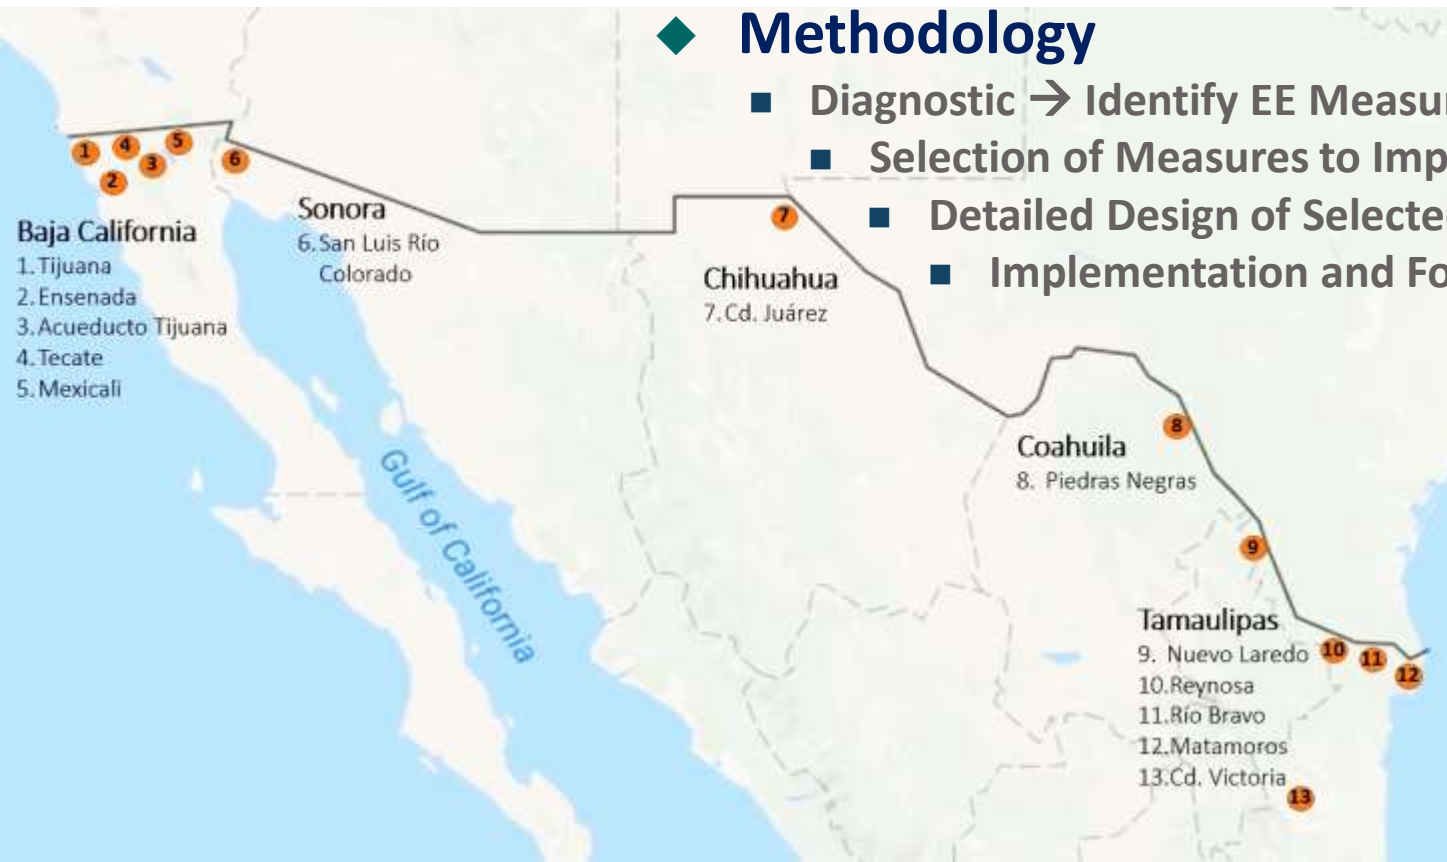 Methodology
Diagnostic → Identify EE Measu
Selection of Measures to Imp
Detailed Design of Selecte
Implementation and Fo
1
2
3
4
5
6
7
8
9
10
11
12
13
Baja California
1.Tijuana
2.Ensenada
3.Acueducto Tijuana
4.Tecate
5.Mexicali
Sonora
6.San Luis Río
Colorado
Chihuahua
7.Cd. Juárez
Coahuila
8. Piedras Negras
Tamaulipas
9. Nuevo Laredo
10.Reynosa
11.Río Bravo
12.Matamoros
13.Cd. Victoria
Gulf of California